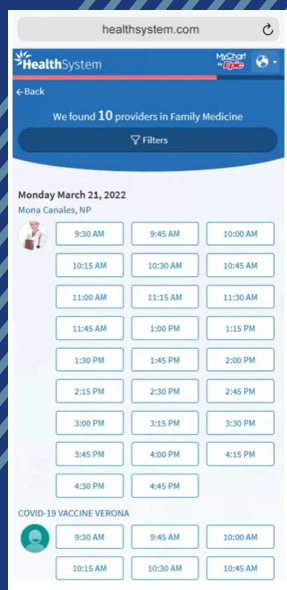 healthsystem.com
HealthSystem
MyChart
by Epic
←Back
We found 10 providers in Family Medicine
Filters
Monday March 21, 2022
Mona Canales, NP
9:30 AM 9:45 AM 10:00 AM
10:15 AM 10:30 AM 10:45 AM
11:00 AM 11:15 AM 11:30 AM
11:45 AM 1:00 PM 1:15 PM
1:30 PM 1:45 PM 2:00 PM
2:15 PM 2:30 PM 2:45 PM
3:00 PM 3:15 PM 3:30 PM
3:45 PM 4:00 PM 4:15 PM
4:30 PM 4:45 PM
COVID-19 VACCINE VERONA
9:30 AM 9:45 AM 10:00 AM
10:15 AM 10:30 AM 10:45 AM